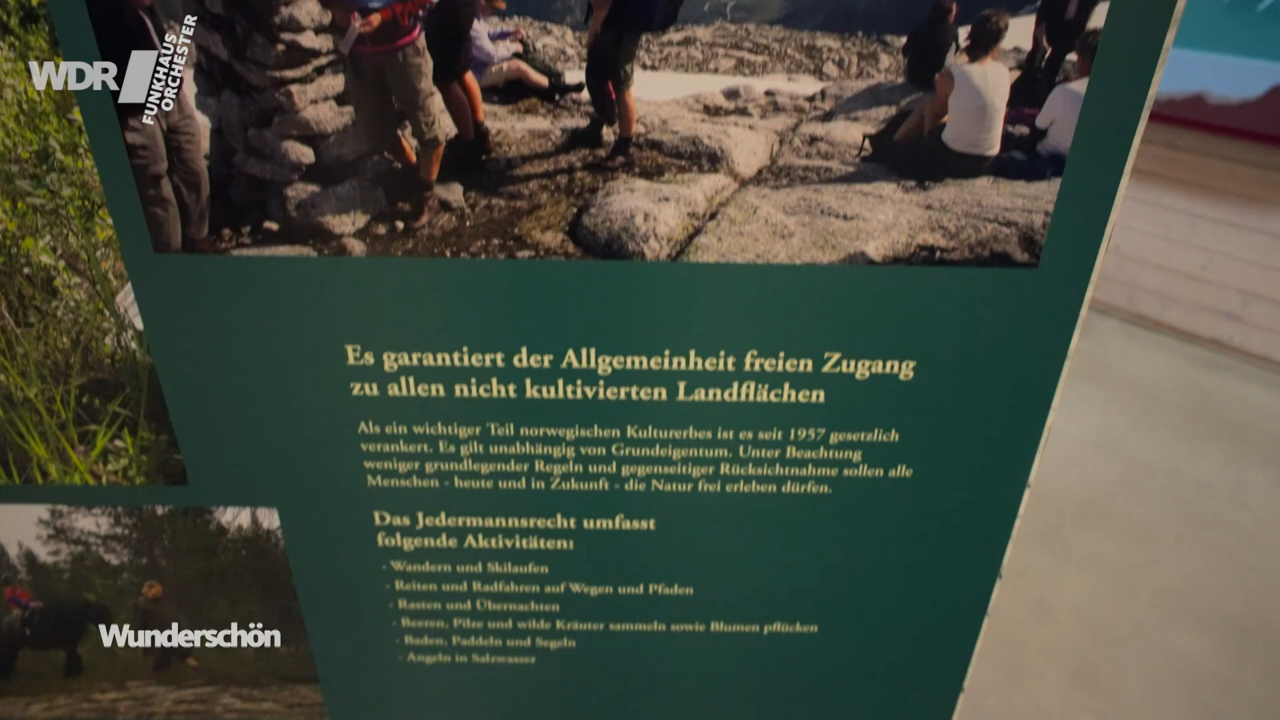 WDR
FUNKHAUS
ORCHESTER
Es garantiert der Allgemeinheit freien Zugang
zu allen nicht kultivierten Landflächen
Als ein wichtiger Teil norwegischen Kulturerbes ist es seit 1957 gesetzlich
verankert. Es gilt unabhängig von Grundeigentum. Unter Beachtung
weniger grundlegender Regeln und gegenseitiger Rücksichtnahme sollen alle
Menschen - heute und in Zukunft - die Natur frei erleben dürfen.
Das Jedermannsrecht umfasst
folgende Aktivitäten:
- Wandern und Skilaufen
- Reiten und Radfahren auf Wegen und Pfaden
- Rasten und Übernachten
- Beeren, Pilze und wilde Kräuter sammeln sowie Blumen pflücken
- Baden, Paddeln und Segeln
- Angeln in Salzwasser
Wunderschön